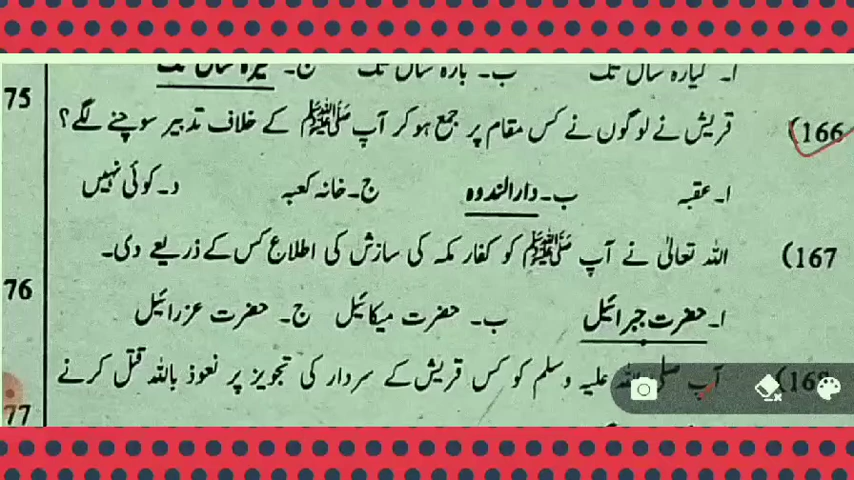 ا۔ گیارہ سال تک ب۔ بارہ سال تک ج۔ تیرہ سال تک
75
166) قریش نے لوگوں نے کس مقام پر جمع ہو کر آپ ﷺ کے خلاف تدبیر سوچنے لگے؟
ا۔ عقبہ ب۔ دارالندوہ ج۔ خانہ کعبہ د۔ کوئی نہیں
167) اللہ تعالیٰ نے آپ ﷺ کو کفار مکہ کی سازش کی اطلاع کس کے ذریعے دی۔
76
ا۔ حضرت جبرائیل ب۔ حضرت میکائیل ج۔ حضرت عزرائیل
168) آپ صلی اللہ علیہ وسلم کو کس قریش کے سردار کی تجویز پر نعوذ باللہ قتل کرنے
77